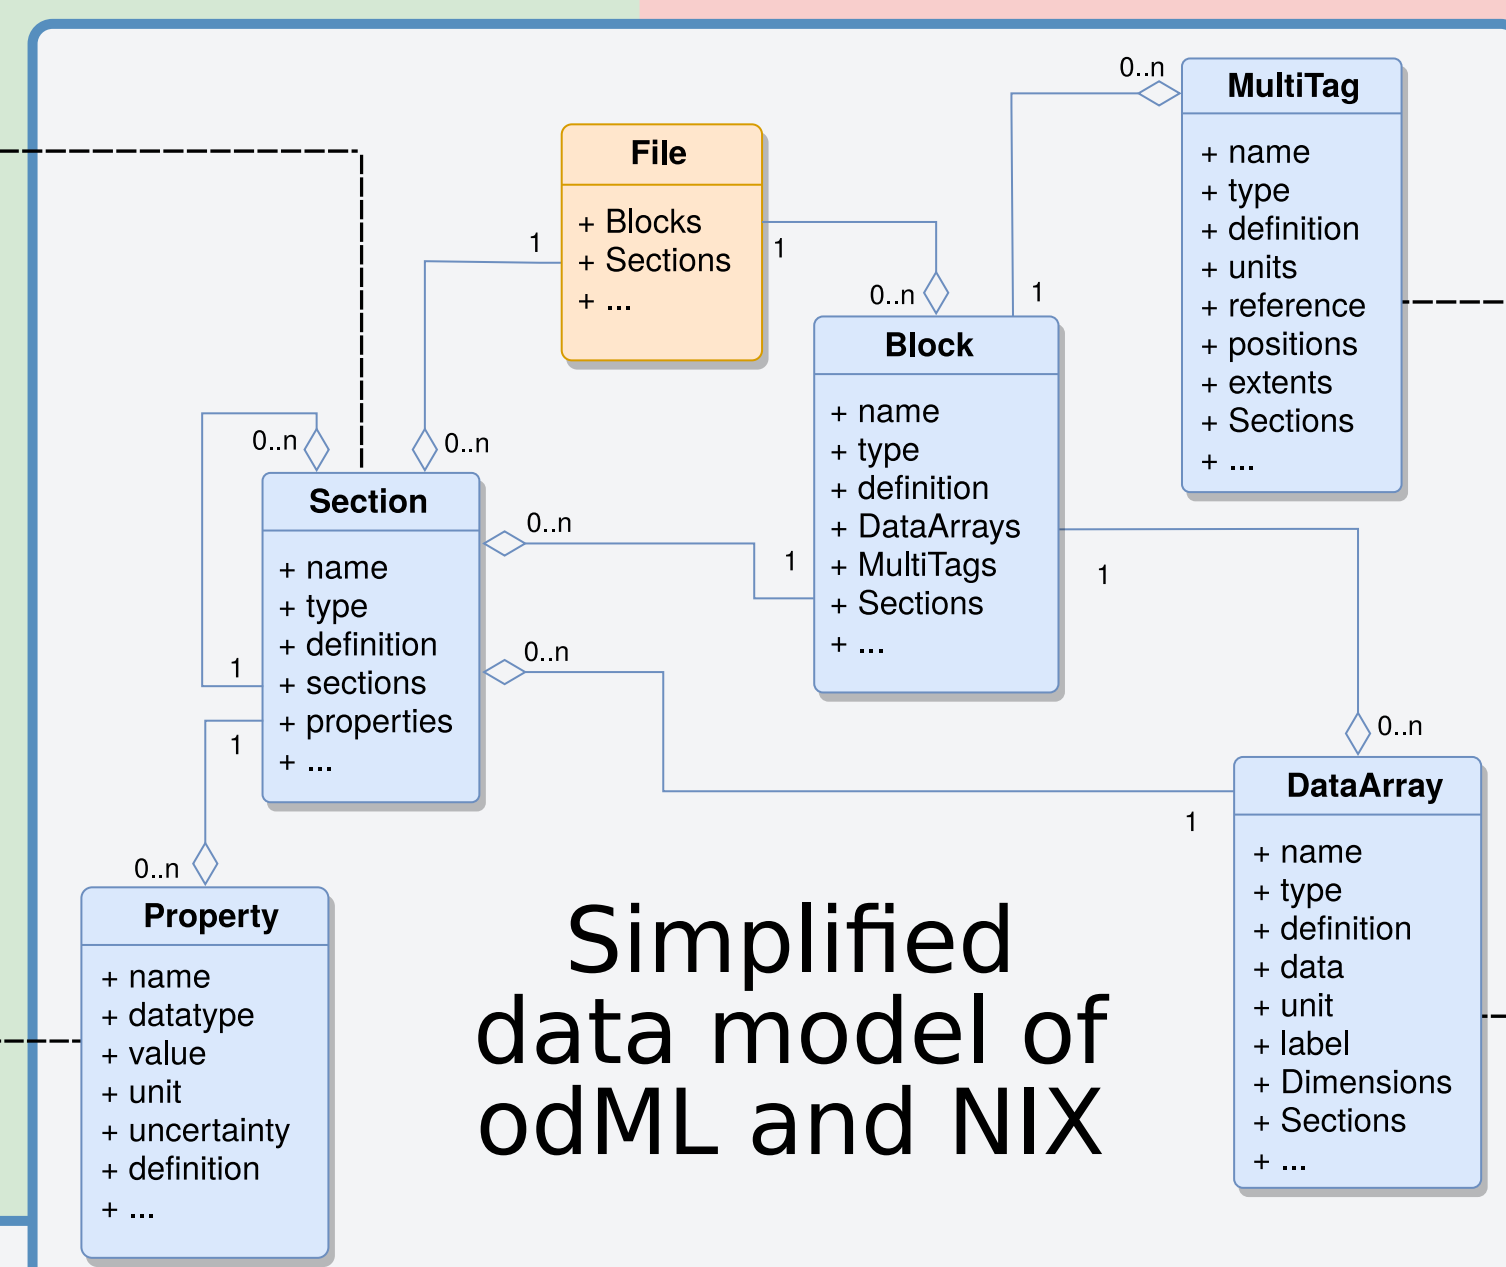 0..n
MultiTag
+ name
+ type
+ definition
+ units
+ reference
+ positions
+ extents
+ Sections
+ ...
File
+ Blocks
+ Sections
+ ...
1
1
0..n
1
Block
+ name
+ type
+ definition
+ DataArrays
+ MultiTags
+ Sections
+ ...
0..n
0..n
Section
+ name
+ type
+ definition
+ sections
+ properties
+ ...
0..n
1
1
0..n
1
1
0..n
0..n
1
DataArray
+ name
+ type
+ definition
+ data
+ unit
+ label
+ Dimensions
+ Sections
+ ...
0..n
Property
+ name
+ datatype
+ value
+ unit
+ uncertainty
+ definition
+ ...
Simplified
data model of
odML and NIX